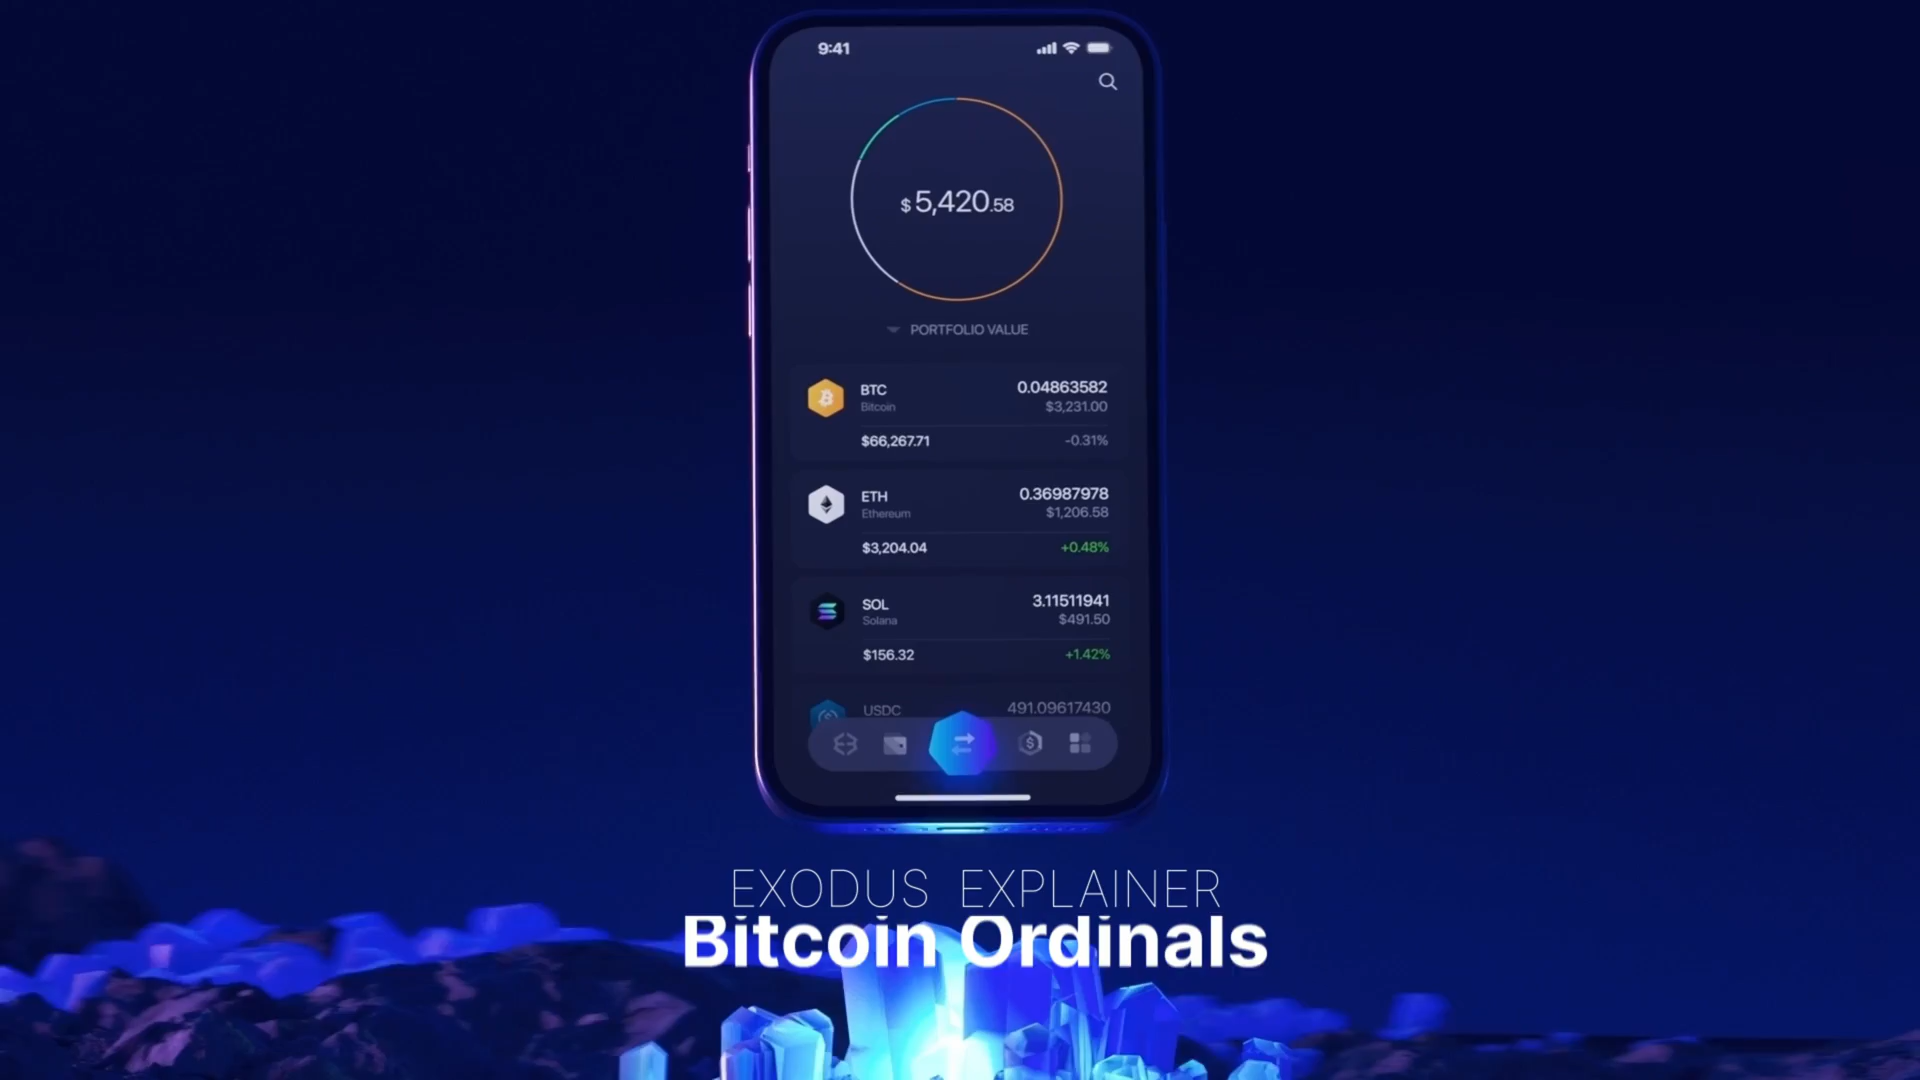 9:41
$5,420.58
PORTFOLIO VALUE
BTC 0.04863582
Bitcoin $3,231.00
$66,267.71 -0.31%
ETH 0.36987978
Ethereum $1,206.58
$3,204.04 +0.48%
SOL 3.11511941
Solana $491.50
$156.32 +1.42%
USDC 491.09617430
EXODUS EXPLAINER
Bitcoin Ordinals